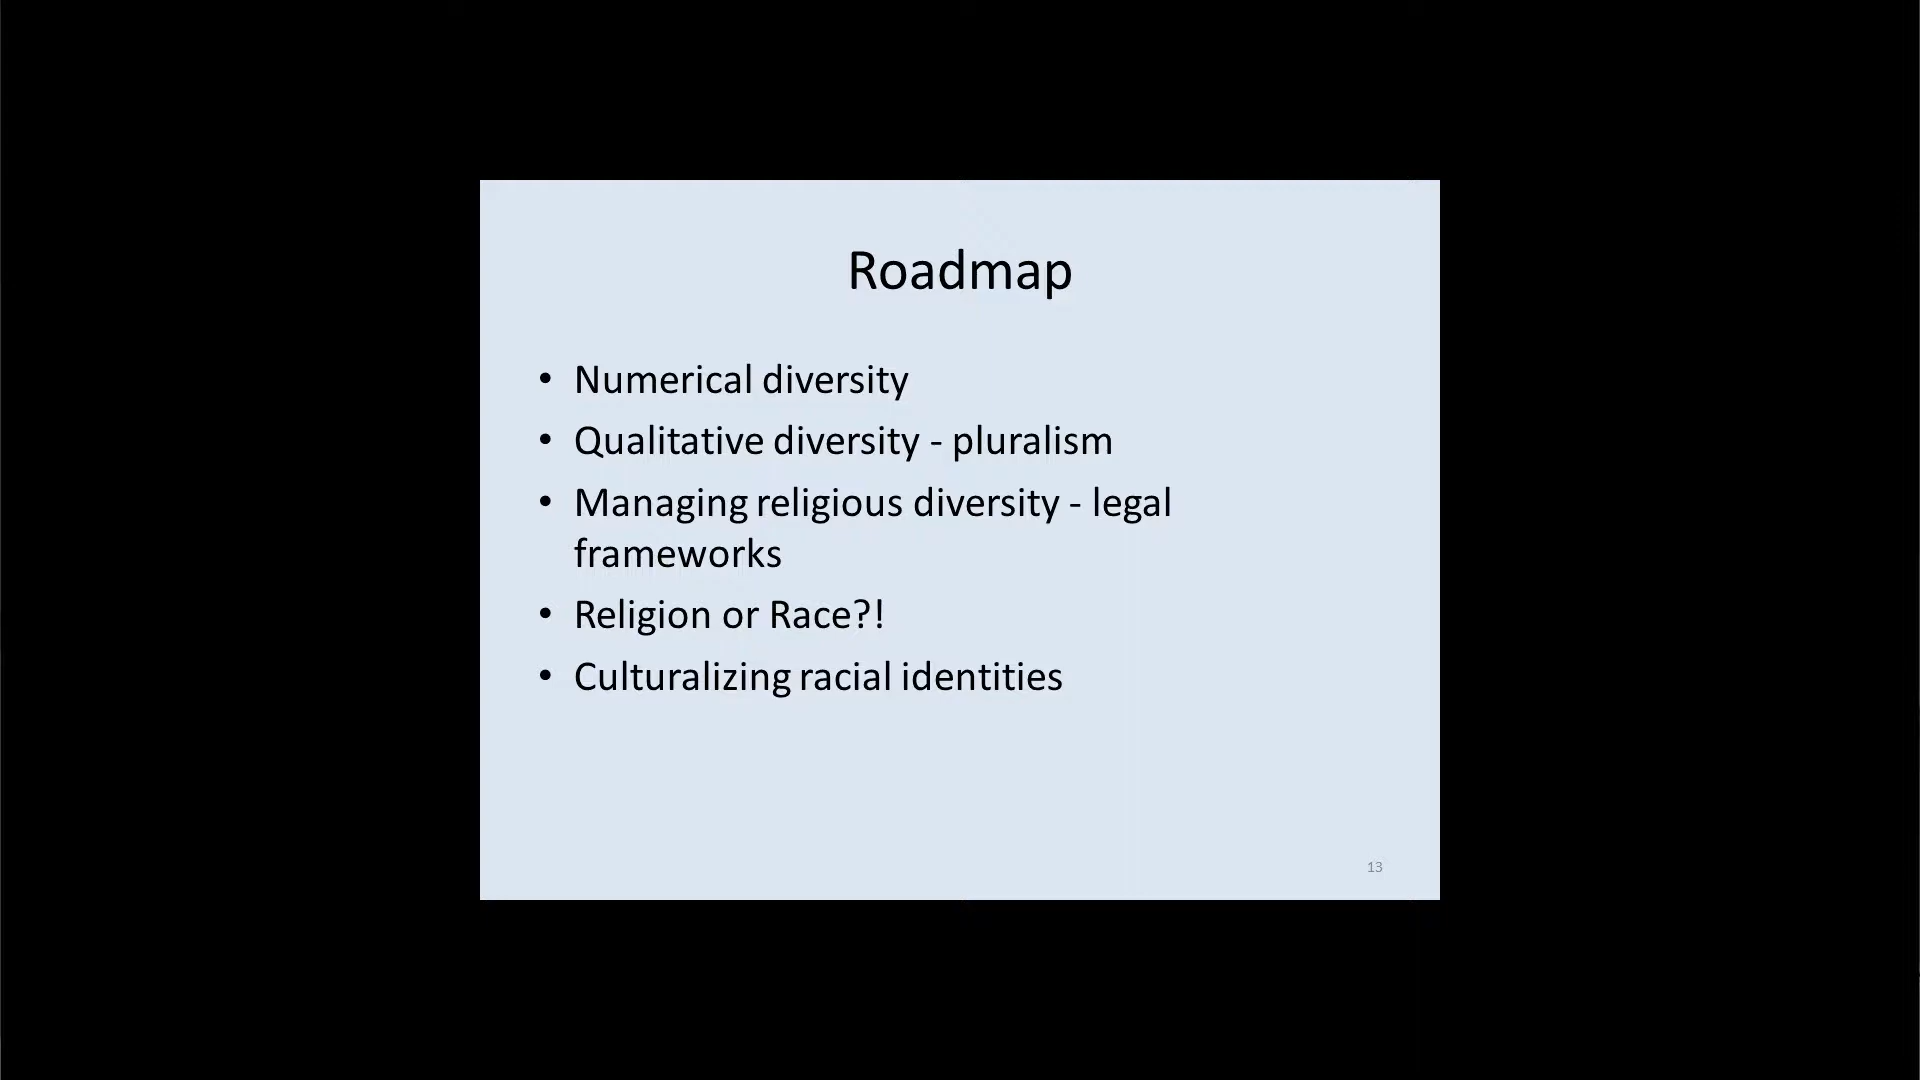 Roadmap
• Numerical diversity
• Qualitative diversity - pluralism
• Managing religious diversity - legal
frameworks
• Religion or Race?!
• Culturalizing racial identities
13